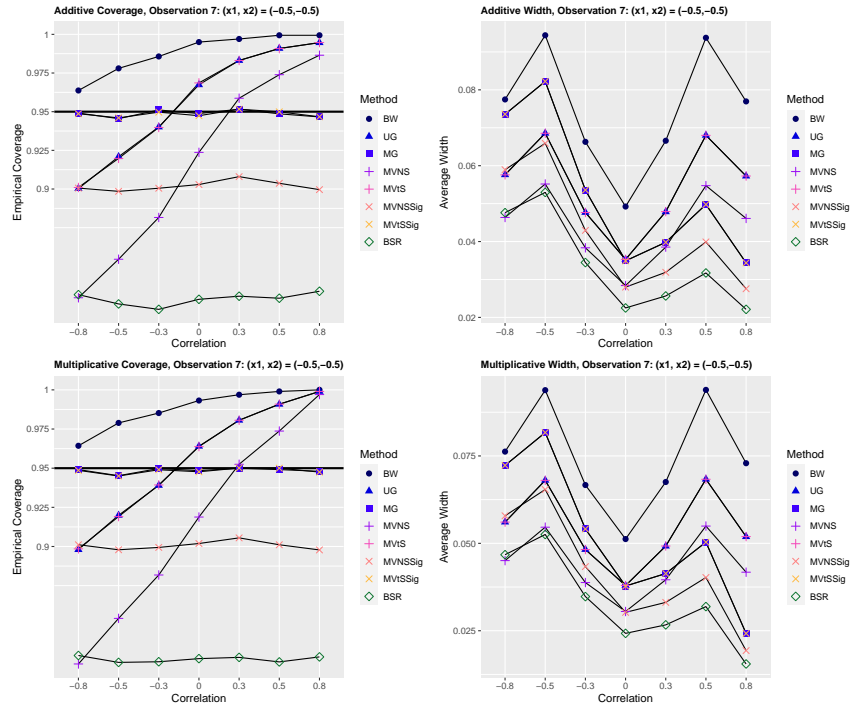 Additive Coverage, Observation 7: (x1, x2) = (−0.5,−0.5)
1
0.975
0.95
0.925
0.9
Empirical Coverage
−0.8 −0.5 −0.3 0 0.3 0.5 0.8
Correlation
Method
BW
UG
MG
MVNS
MVtS
MVNSSig
MVtSSig
BSR
Additive Width, Observation 7: (x1, x2) = (−0.5,−0.5)
0.08
0.06
0.04
0.02
Average Width
−0.8 −0.5 −0.3 0 0.3 0.5 0.8
Correlation
Method
BW
UG
MG
MVNS
MVtS
MVNSSig
MVtSSig
BSR
Multiplicative Coverage, Observation 7: (x1, x2) = (−0.5,−0.5)
1
0.975
0.95
0.925
0.9
Empirical Coverage
−0.8 −0.5 −0.3 0 0.3 0.5 0.8
Correlation
Method
BW
UG
MG
MVNS
MVtS
MVNSSig
MVtSSig
BSR
Multiplicative Width, Observation 7: (x1, x2) = (−0.5,−0.5)
0.075
0.050
0.025
Average Width
−0.8 −0.5 −0.3 0 0.3 0.5 0.8
Correlation
Method
BW
UG
MG
MVNS
MVtS
MVNSSig
MVtSSig
BSR